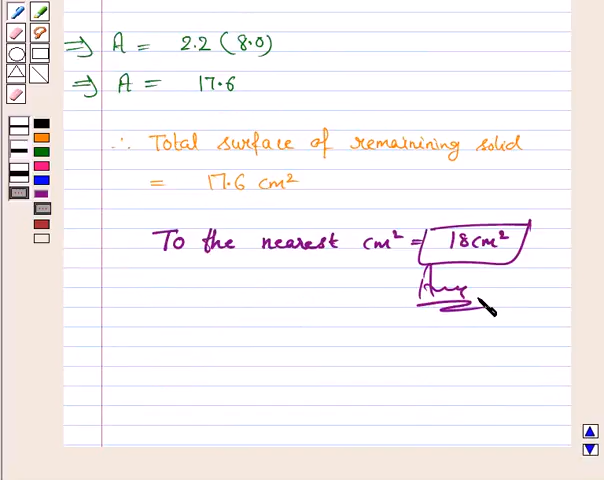 ⇒ A = 2.2 (8.0)
⇒ A = 17.6
∴ Total surface of remaining solid
= 17.6 cm²
To the nearest cm² = 18cm²
Ans